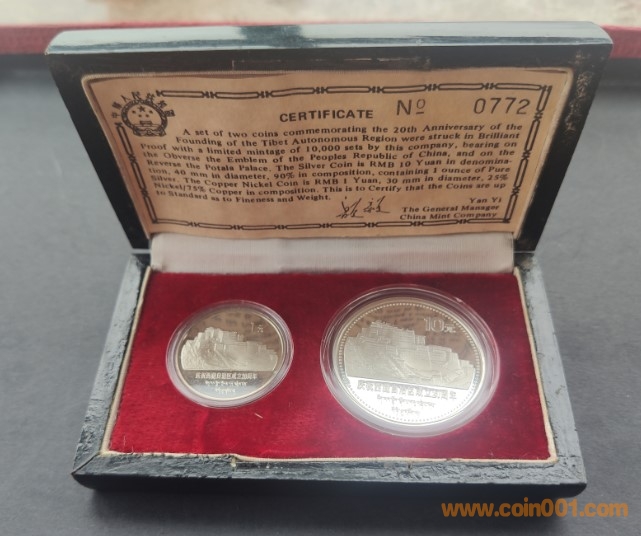 CERTIFICATE No 0772
A set of two coins commemorating the 20th Anniversary of the
Founding of the Tibet Autonomous Region were struck in Brilliant
Proof with a limited mintage of 10,000 sets by this company, bearing on
the Obverse the Emblem of the Peoples Republic of China, and on the
Reverse the Potala Palace. The Silver Coin is RMB 10 Yuan in denomina-
tion, 40 mm in diameter, 90% in composition, containing 1 ounce of Pure
Silver. The Copper Nickel Coin is RMB 1 Yuan, 30 mm in diameter, 25%
Nickel/75% Copper in composition. This is to Certify that the Coins are up
to Standard as to Fineness and Weight.
Yan Yi
The General Manager
China Mint Company
10元
www.coin001.com